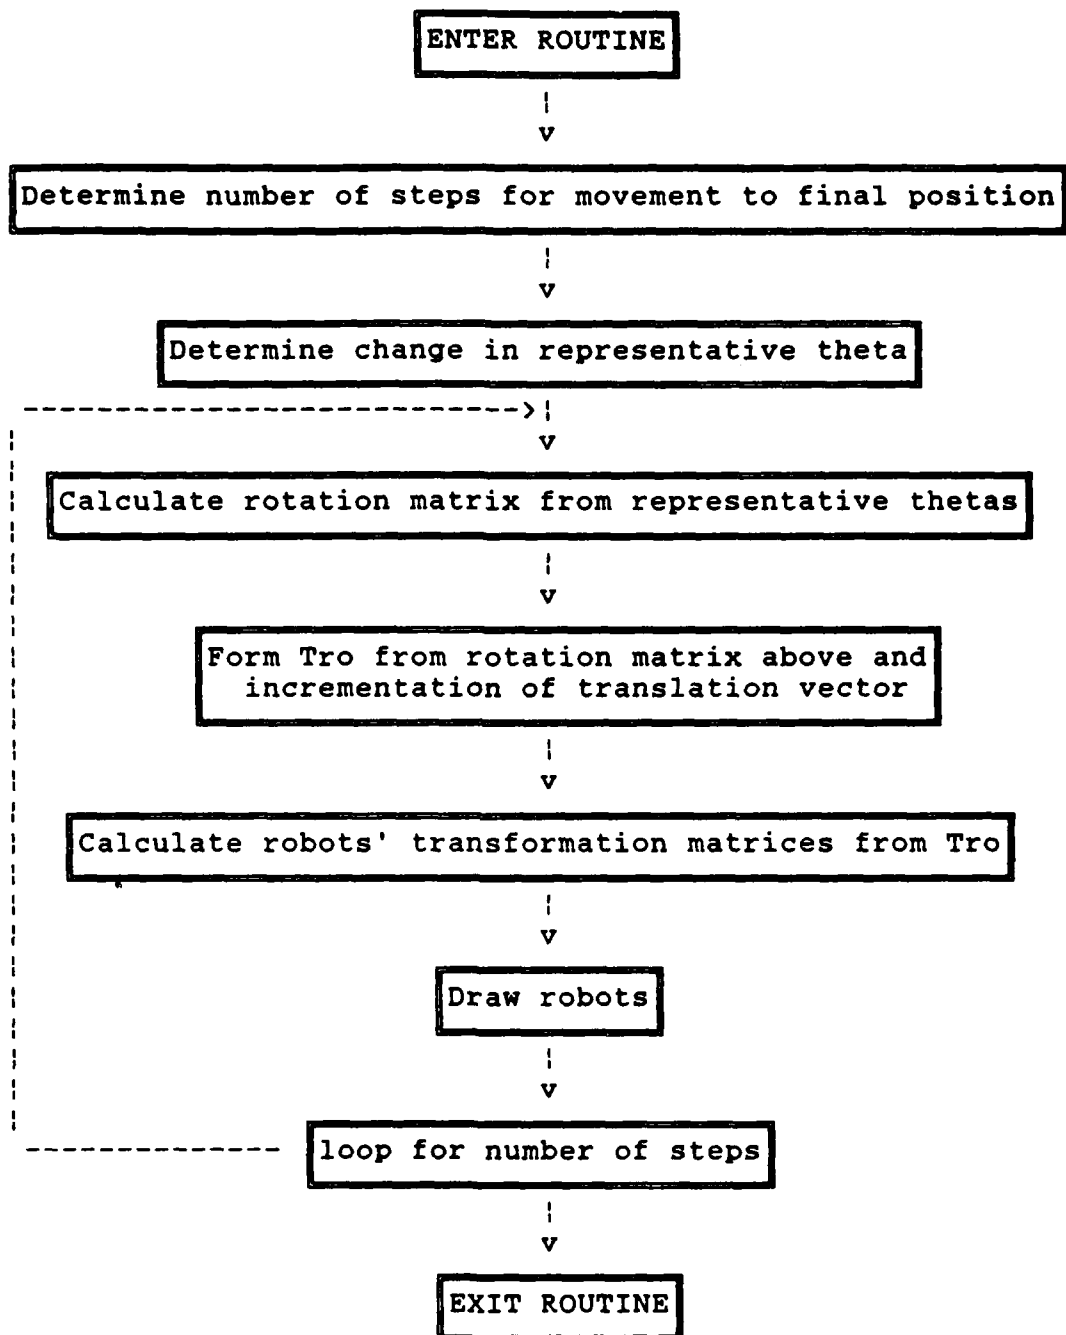 ENTER ROUTINE
Determine number of steps for movement to final position
Determine change in representative theta
Calculate rotation matrix from representative thetas
Form Tro from rotation matrix above and
incrementation of translation vector
Calculate robots' transformation matrices from Tro
Draw robots
loop for number of steps
EXIT ROUTINE